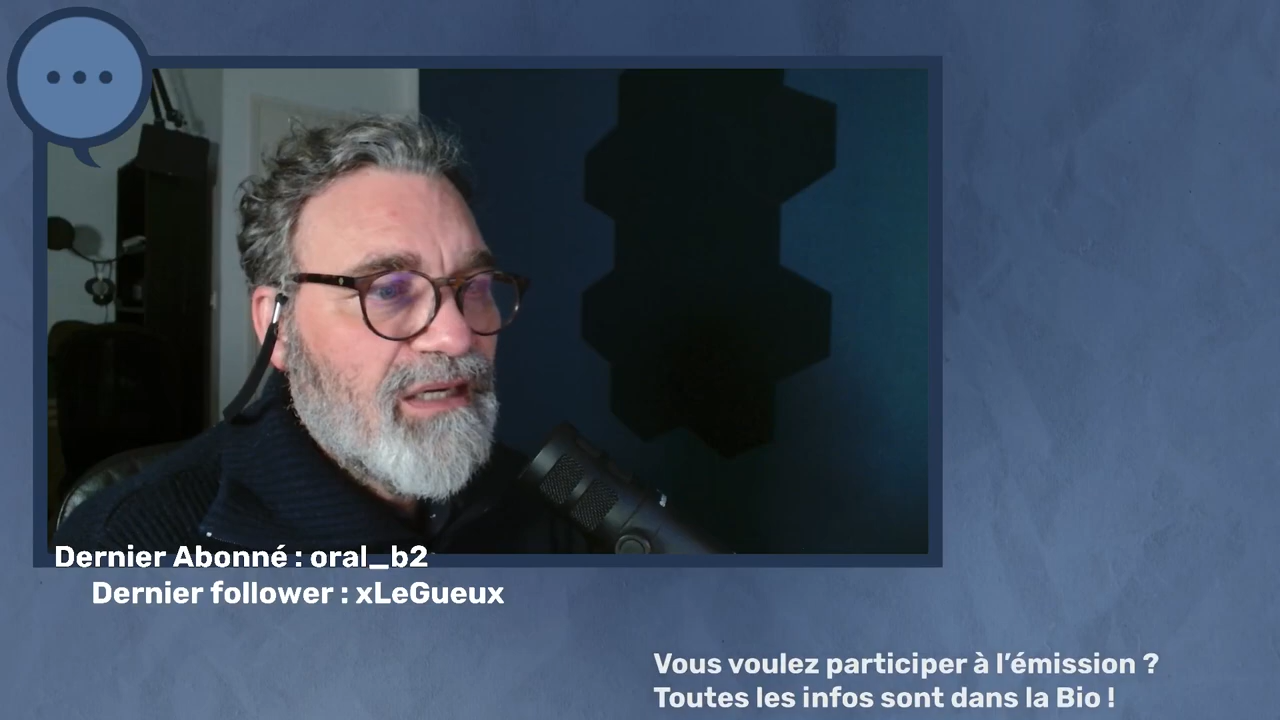 Dernier Abonné : oral_b2
Dernier follower : xLeGueux
Vous voulez participer à l’émission ?
Toutes les infos sont dans la Bio !